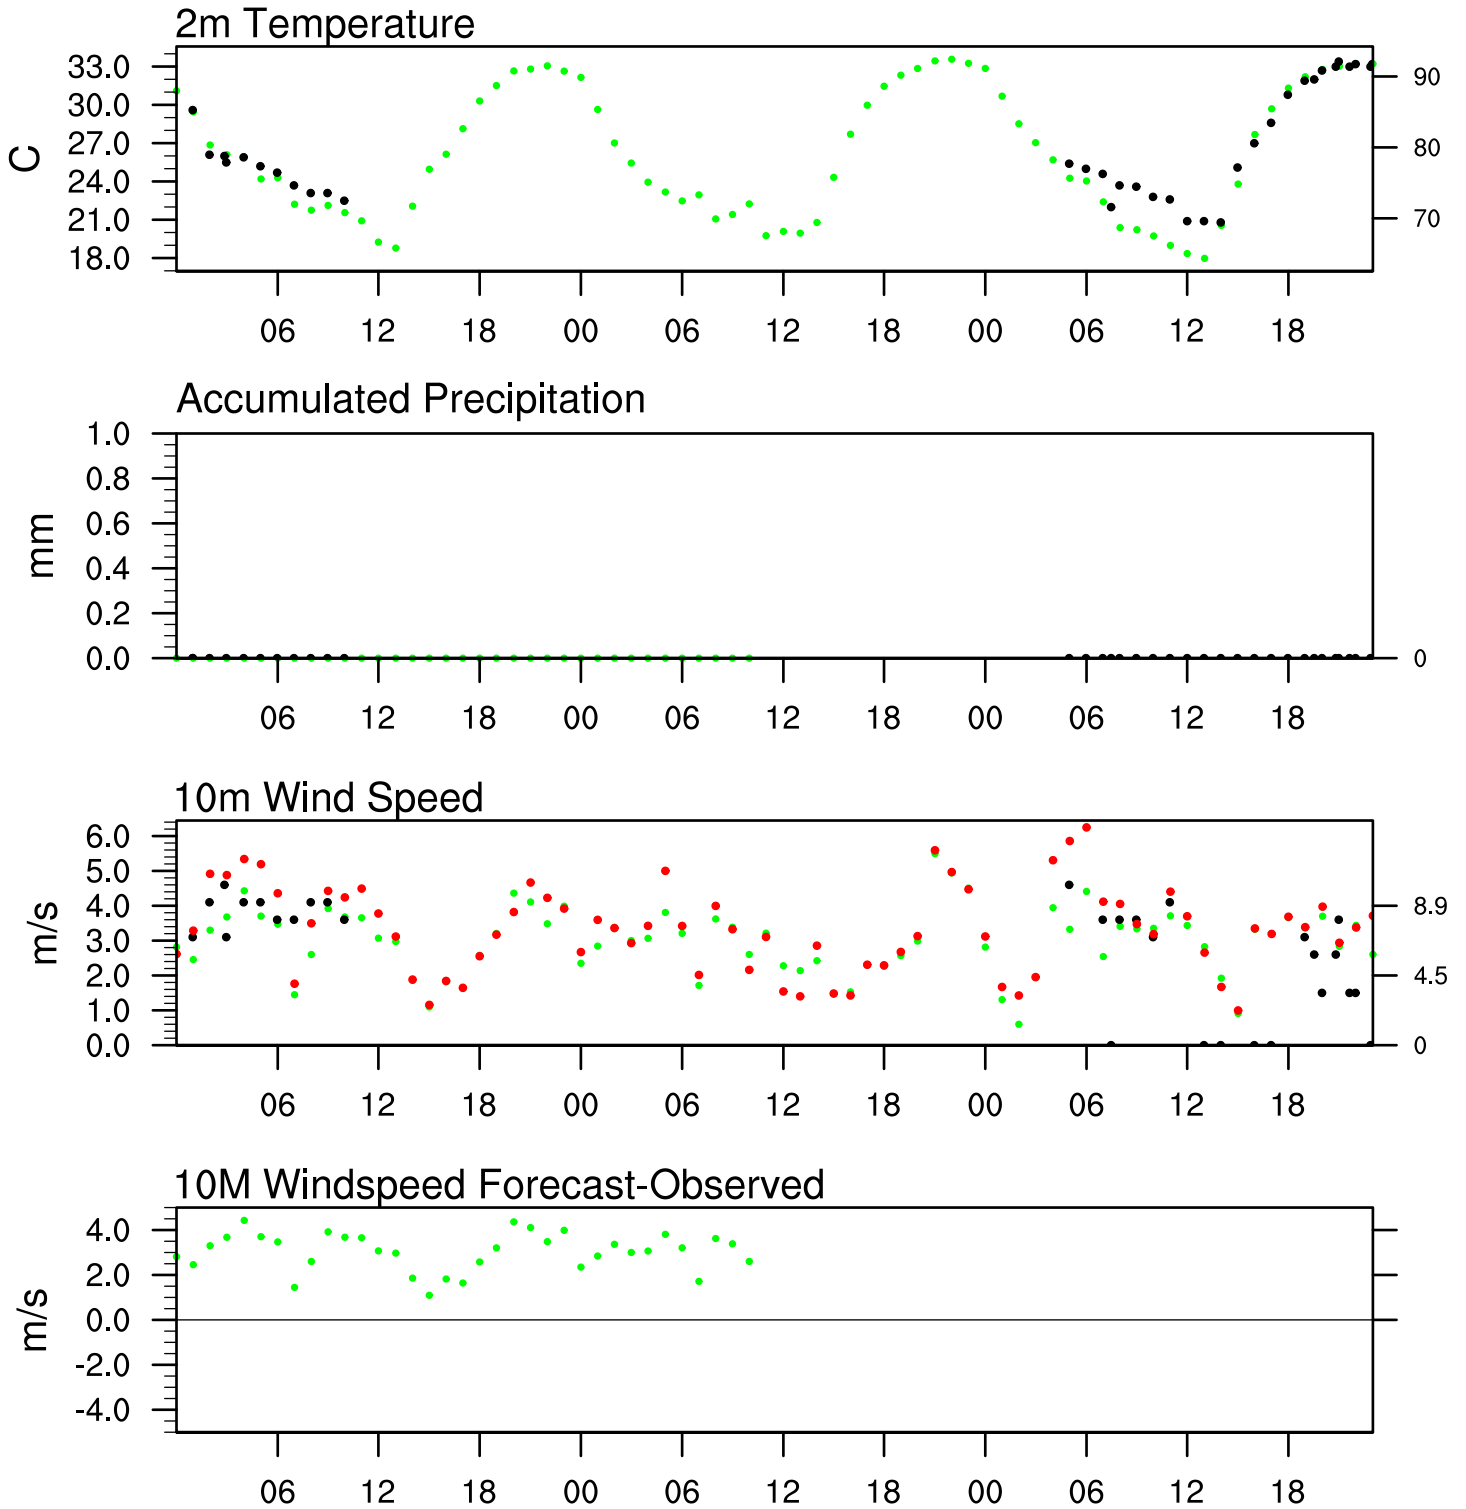 2m Temperature
33.0
30.0
27.0
24.0
21.0
18.0
C
90
80
70
06 12 18 00 06 12 18 00 06 12 18
Accumulated Precipitation
1.0
0.8
0.6
0.4
0.2
0.0
mm
0
06 12 18 00 06 12 18 00 06 12 18
10m Wind Speed
6.0
5.0
4.0
3.0
2.0
1.0
0.0
m/s
8.9
4.5
0
06 12 18 00 06 12 18 00 06 12 18
10M Windspeed Forecast-Observed
4.0
2.0
0.0
-2.0
-4.0
m/s
06 12 18 00 06 12 18 00 06 12 18